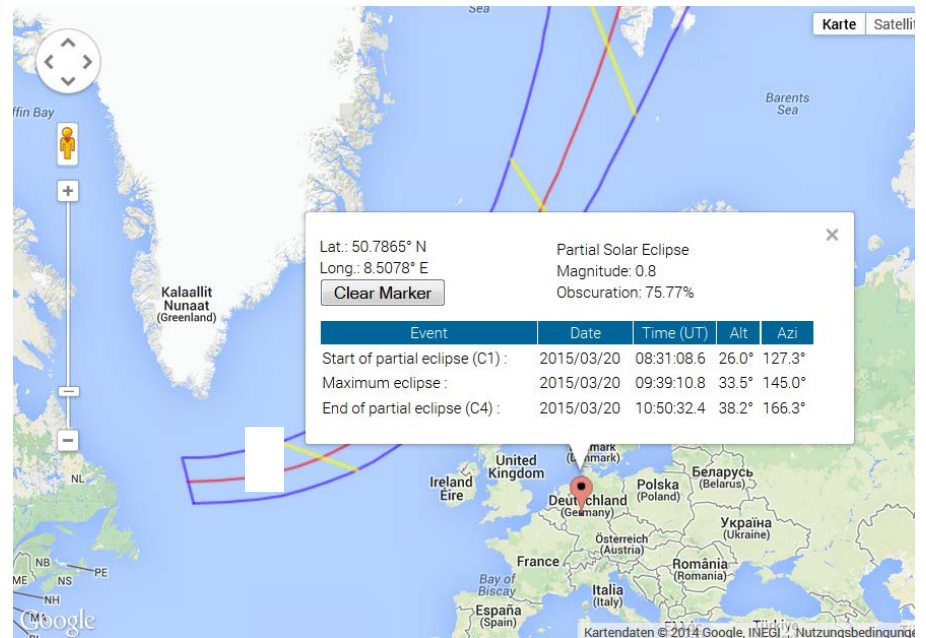 Sea
Karte
Satellit
ffin Bay
Barents
Sea
Lat.: 50.7865° N
Long.: 8.5078° E
Clear Marker
Partial Solar Eclipse
Magnitude: 0.8
Obscuration: 75.77%
Event Date Time (UT) Alt Azi
Start of partial eclipse (C1) : 2015/03/20 08:31:08.6 26.0° 127.3°
Maximum eclipse : 2015/03/20 09:39:10.8 33.5° 145.0°
End of partial eclipse (C4) : 2015/03/20 10:50:32.4 38.2° 166.3°
Kalaallit
Nunaat
(Greenland)
NL
United
Kingdom
Ireland
Éire
mark
nmark)
Deutschland
(Germany)
Polska
(Poland)
Беларусь
(Belarus)
Україна
(Ukraine)
Österreich
(Austria)
France
România
(Romania)
Bay of
Biscay
Italia
(Italy)
España
(Spain)
NB
PE
ME
NS
NH
MA
Google
Kartendaten © 2014 Google, INEGI
Nutzungsbedingunge